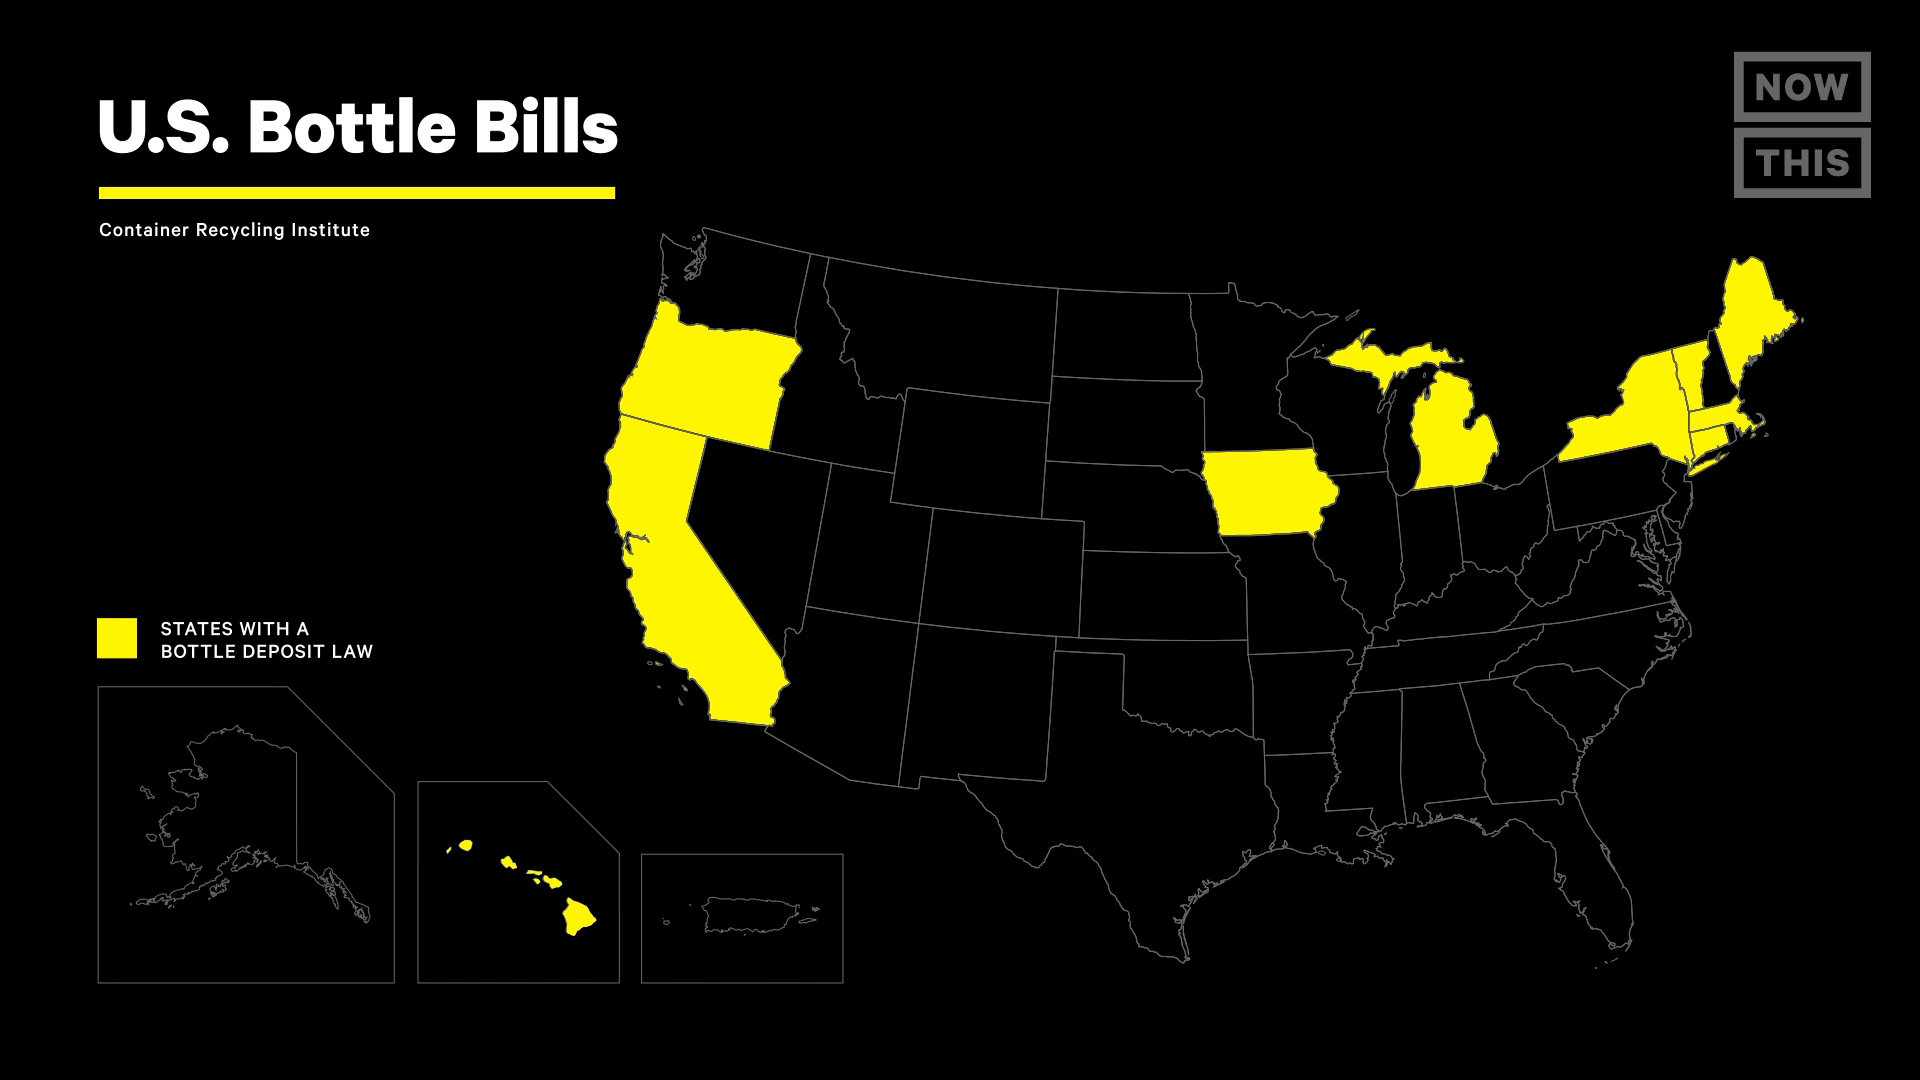 U.S. Bottle Bills
Container Recycling Institute
NOW
THIS
STATES WITH A
BOTTLE DEPOSIT LAW